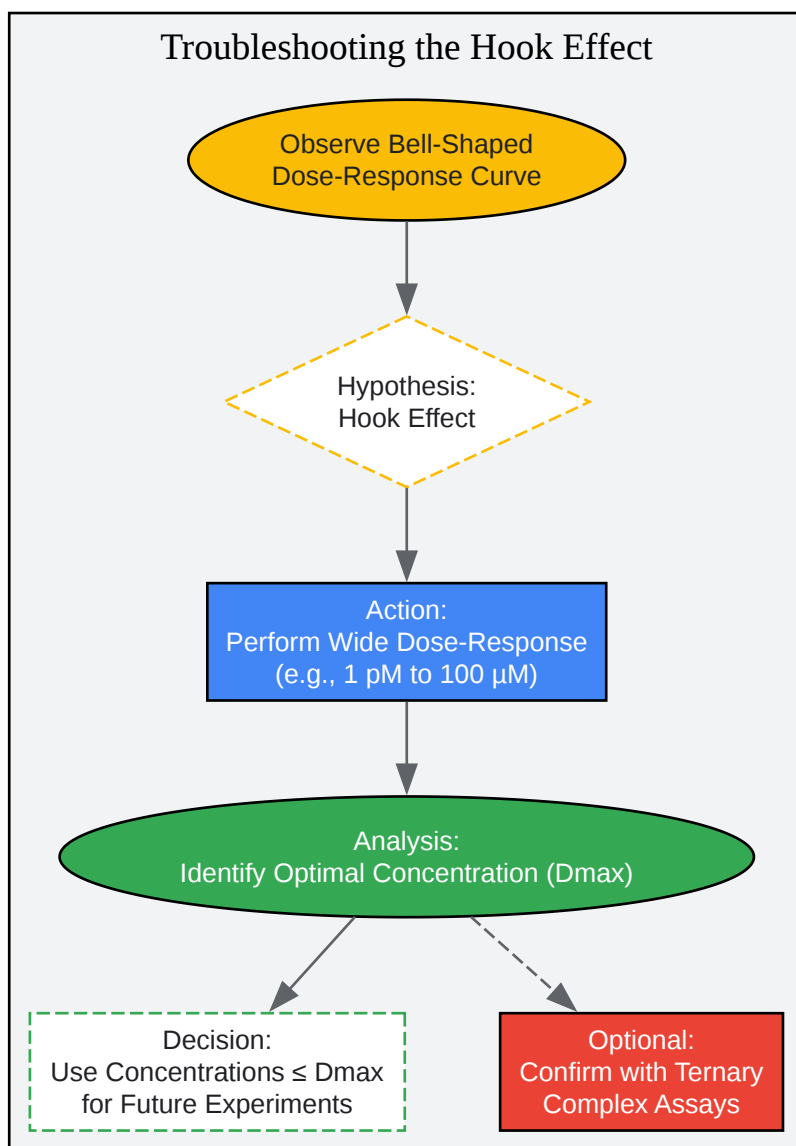 Troubleshooting the Hook Effect
Observe Bell-Shaped
Dose-Response Curve
Hypothesis:
Hook Effect
Action:
Perform Wide Dose-Response
(e.g., 1 pM to 100 µM)
Analysis:
Identify Optimal Concentration (Dmax)
Decision:
Use Concentrations ≤ Dmax
for Future Experiments
Optional:
Confirm with Ternary
Complex Assays